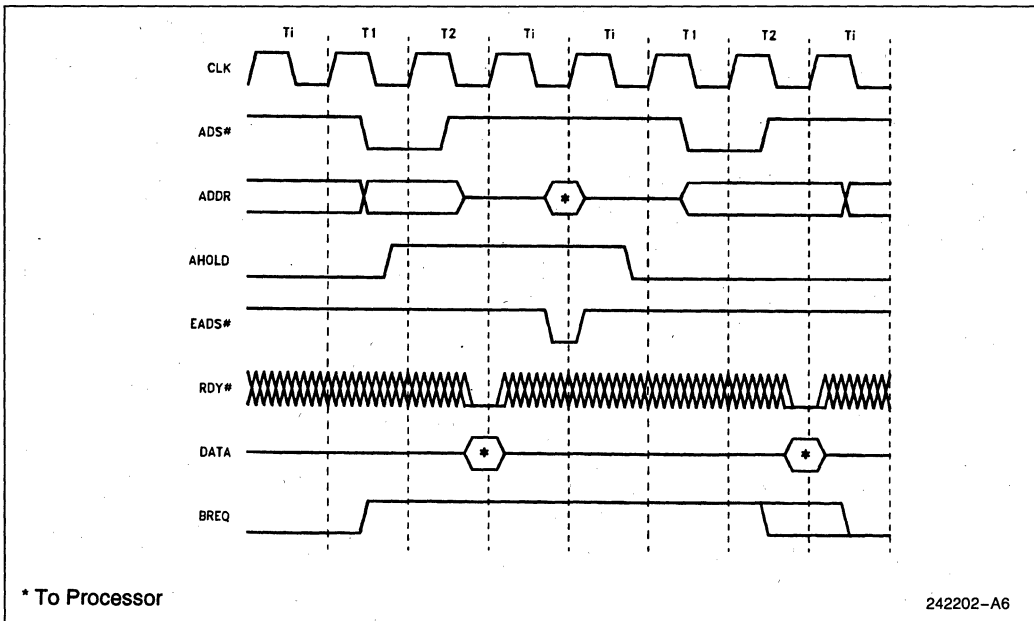 Ti T1 T2 Ti Ti T1 T2 Ti
CLK
ADS#
ADDR
*
AHOLD
EADS#
RDY#
DATA
* *
BREQ
* To Processor
242202-A6